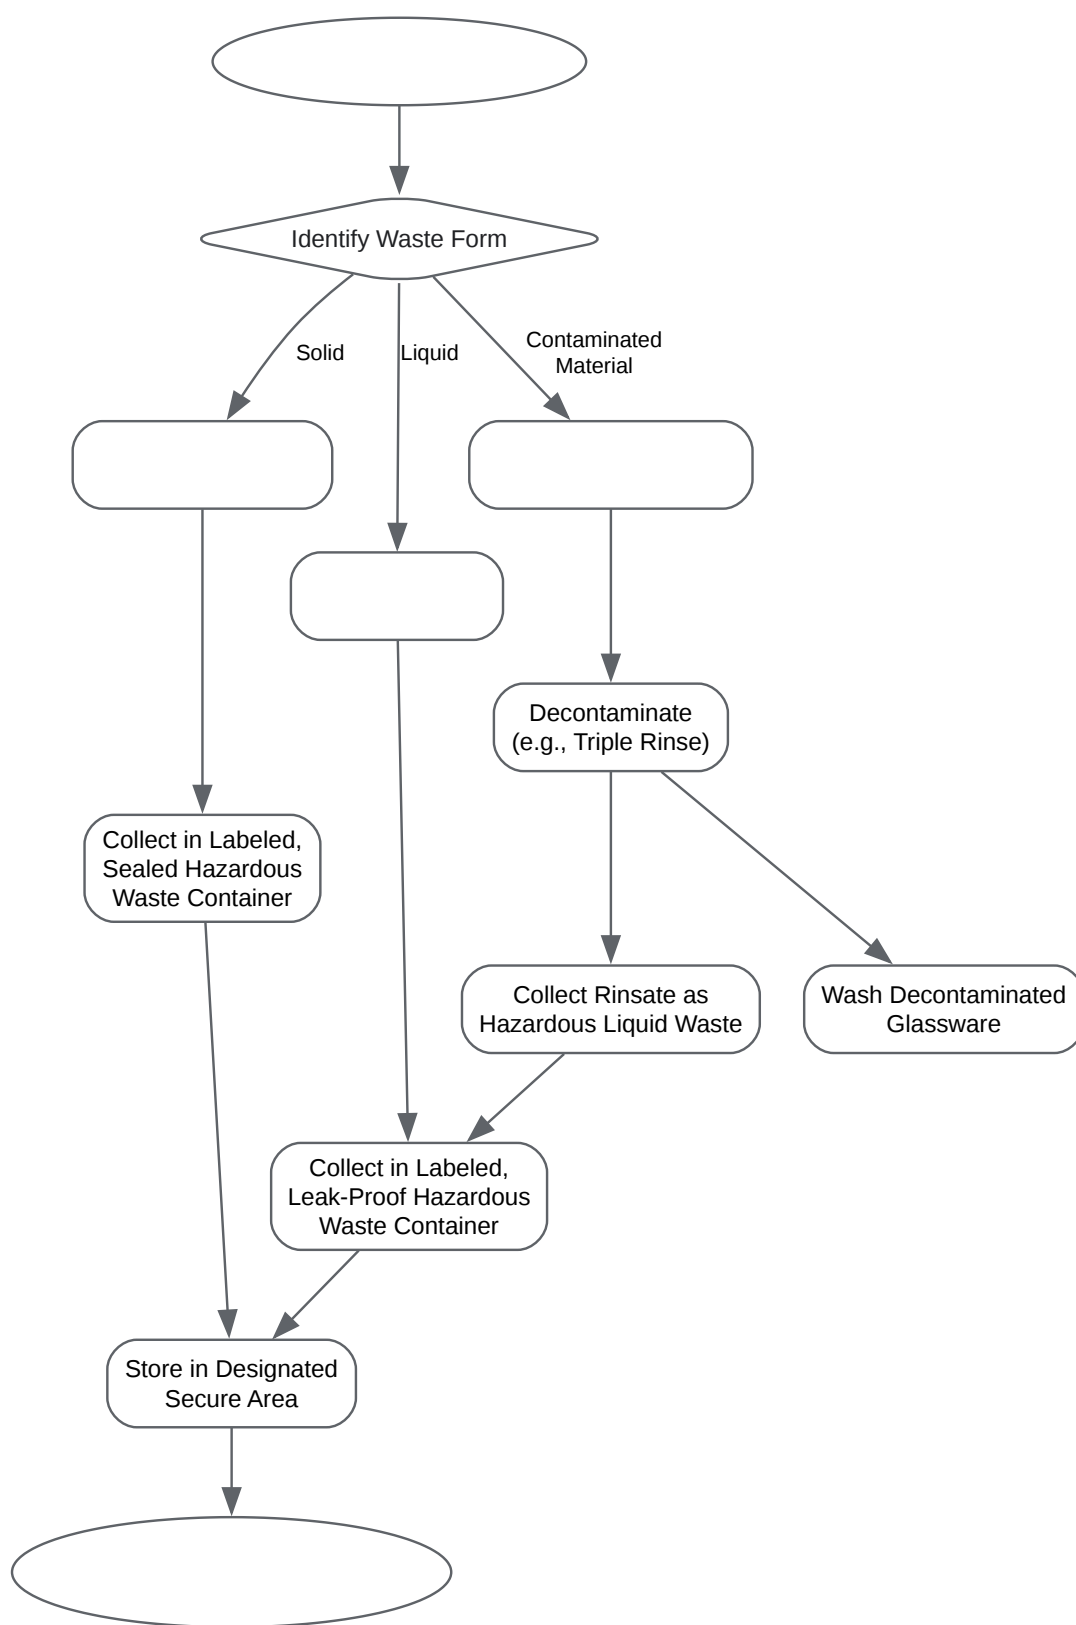 Identify Waste Form
Solid
Liquid
Contaminated
Material
Decontaminate
(e.g., Triple Rinse)
Collect in Labeled,
Sealed Hazardous
Waste Container
Collect Rinsate as
Hazardous Liquid Waste
Wash Decontaminated
Glassware
Collect in Labeled,
Leak-Proof Hazardous
Waste Container
Store in Designated
Secure Area